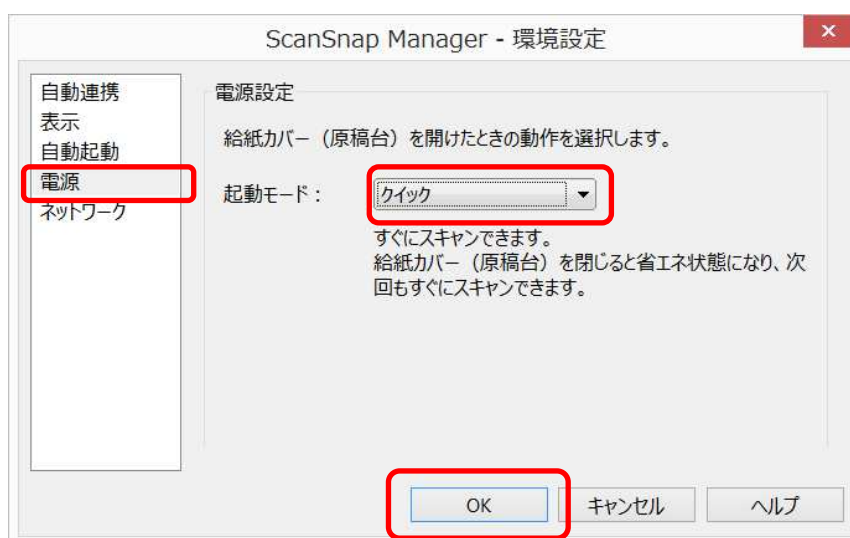 ScanSnap Manager - 環境設定
×
自動連携
表示
自動起動
電源
ネットワーク
電源設定
給紙カバー（原稿台）を開けたときの動作を選択します。
起動モード：
クイック
すぐにスキャンできます。
給紙カバー（原稿台）を閉じると省エネ状態になり、次
回もすぐにスキャンできます。
OK
キャンセル
ヘルプ